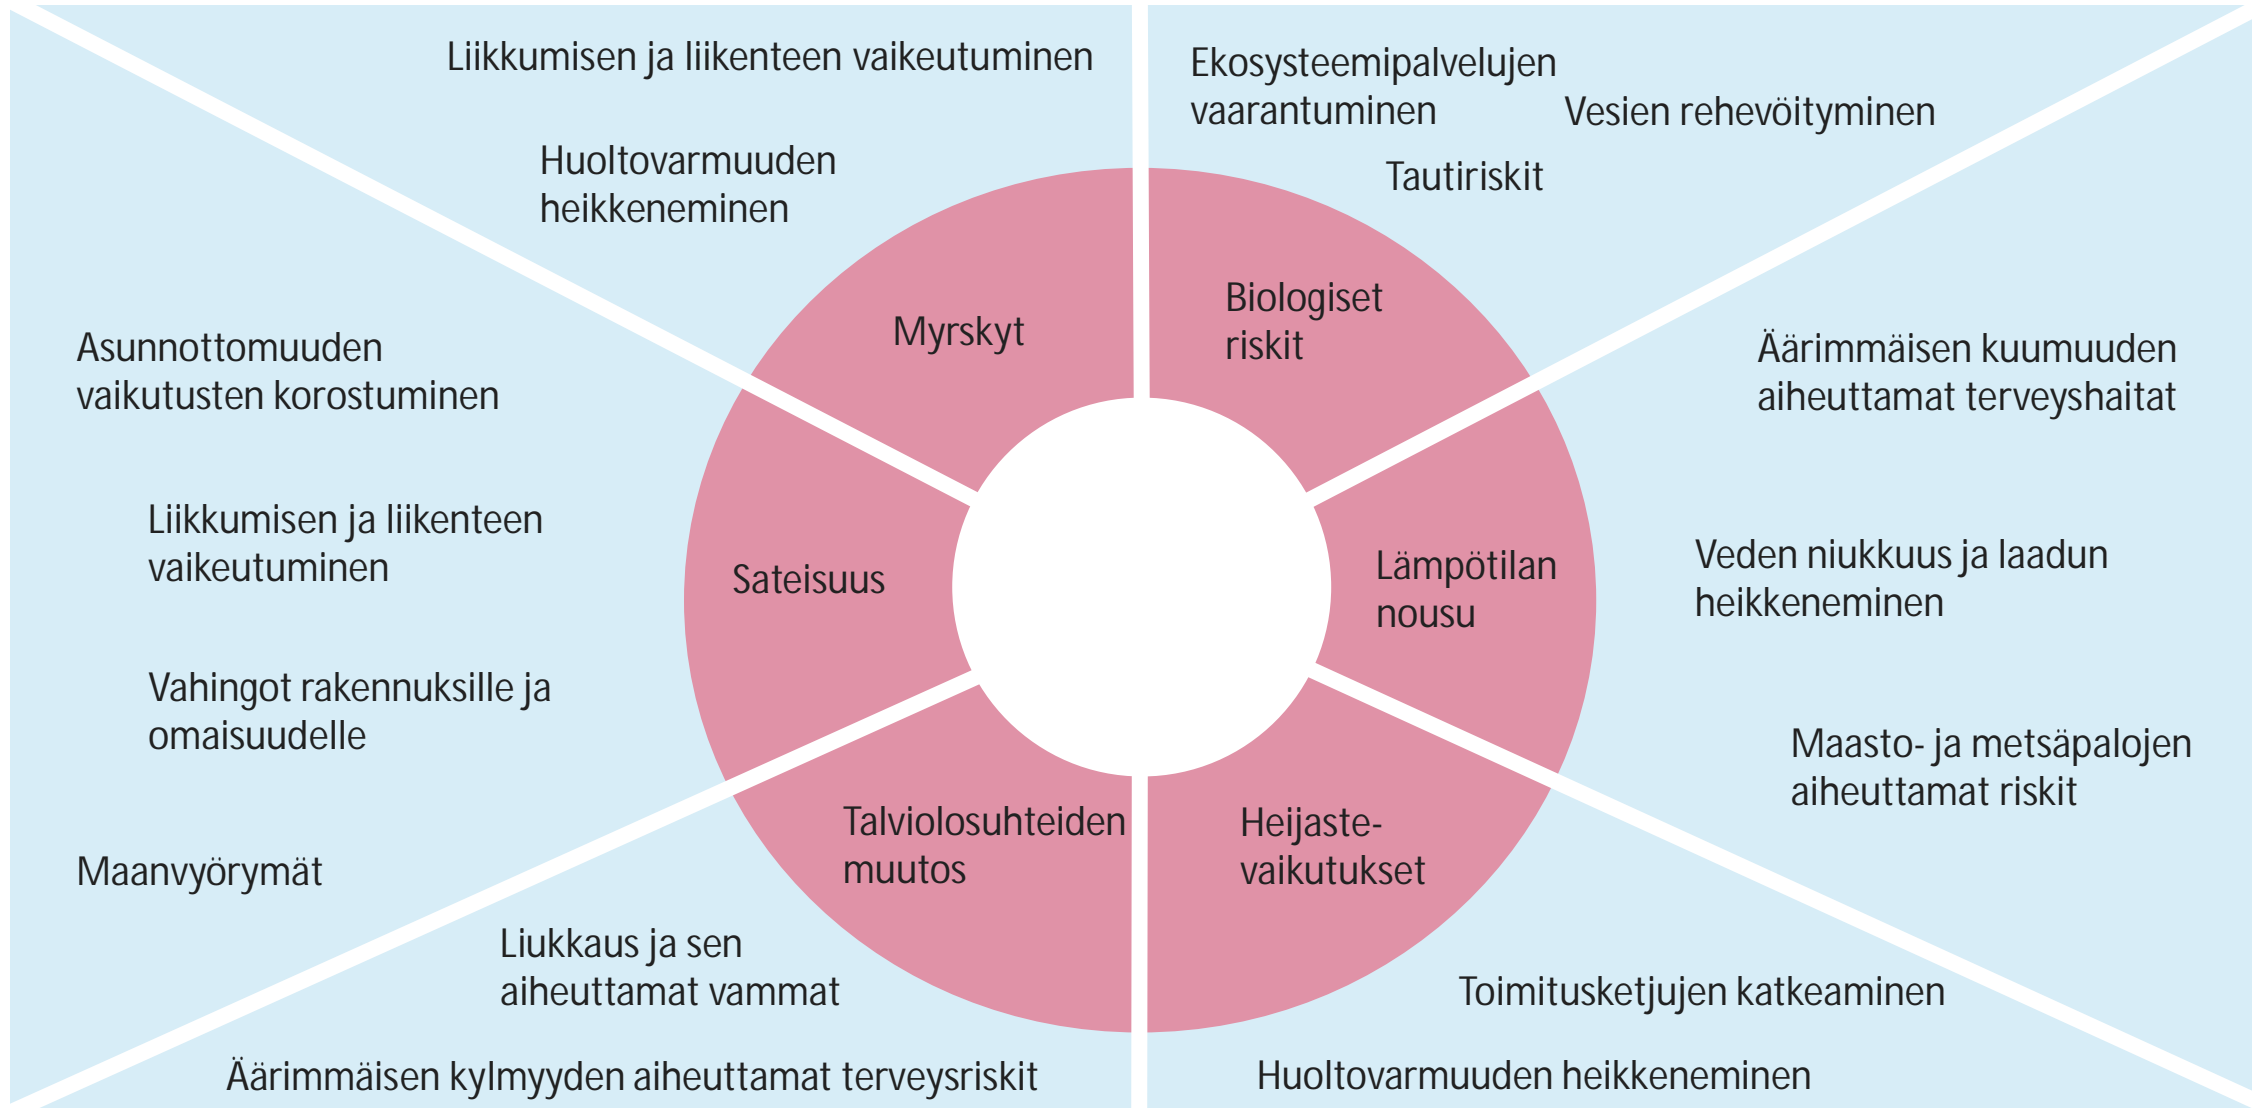 Liikkumisen ja liikenteen vaikeutuminen
Huoltovarmuuden
heikkeneminen
Myrskyt
Ekosysteemipalvelujen
vaarantuminen
Vesien rehevöityminen
Tautiriskit
Biologiset
riskit
Äärimmäisen kuumuuden
aiheuttamat terveyshaitat
Veden niukkuus ja laadun
heikkeneminen
Maasto- ja metsäpalojen
aiheuttamat riskit
Lämpötilan
nousu
Heijaste-
vaikutukset
Toimitusketjujen katkeaminen
Huoltovarmuuden heikkeneminen
Talviolosuhteiden
muutos
Liukkaus ja sen
aiheuttamat vammat
Äärimmäisen kylmyyden aiheuttamat terveysriskit
Sateisuus
Asunnottomuuden
vaikutusten korostuminen
Liikkumisen ja liikenteen
vaikeutuminen
Vahingot rakennuksille ja
omaisuudelle
Maanvyörymät